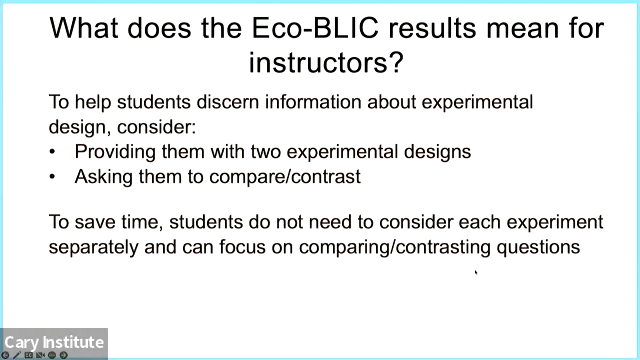 What does the Eco-BLIC results mean for
instructors?
To help students discern information about experimental
design, consider:
• Providing them with two experimental designs
• Asking them to compare/contrast
To save time, students do not need to consider each experiment
separately and can focus on comparing/contrasting questions
Cary Institute